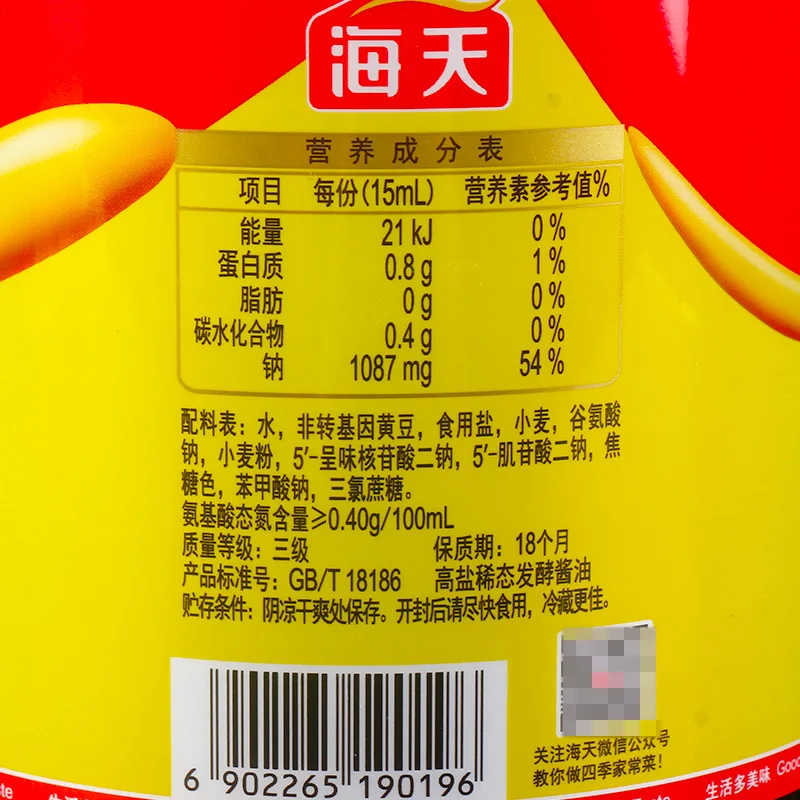 海天
营养成分表
项目 每份(15mL) 营养素参考值%
能量 21 kJ 0 %
蛋白质 0.8 g 1 %
脂肪 0 g 0 %
碳水化合物 0.4 g 0 %
钠 1087 mg 54 %
配料表：水，非转基因黄豆，食用盐，小麦，谷氨酸
钠，小麦粉，5′-呈味核苷酸二钠，5′-肌苷酸二钠，焦
糖色，苯甲酸钠，三氯蔗糖。
氨基酸态氮含量≥0.40g/100mL
质量等级：三级 保质期：18个月
产品标准号：GB/T 18186 高盐稀态发酵酱油
贮存条件：阴凉干爽处保存。开封后请尽快食用，冷藏更佳。
关注海天微信公众号
教你做四季家常菜！
6 902265 190196
生活多美味 Good